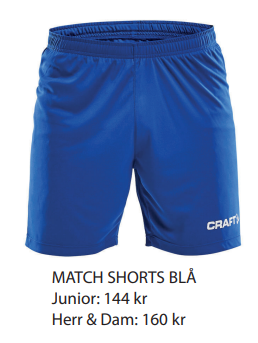 CRAFT
MATCH SHORTS BLÅ
Junior: 144 kr
Herr & Dam: 160 kr